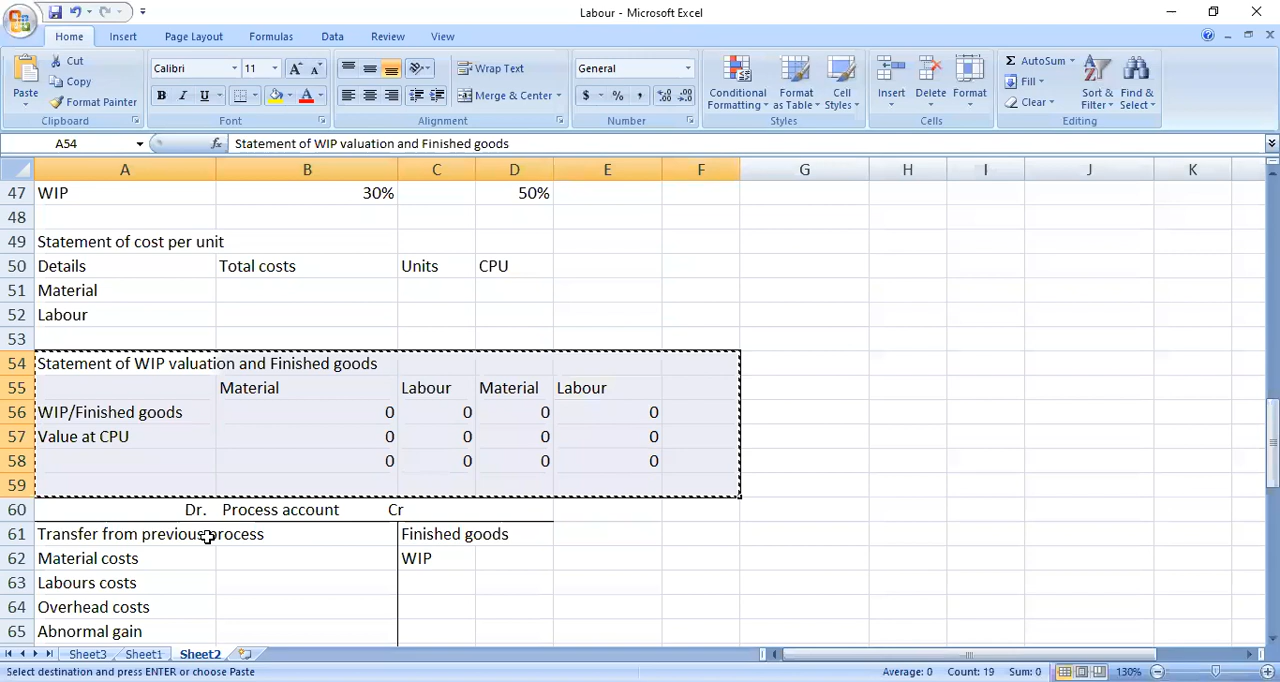 Labour - Microsoft Excel
Home Insert Page Layout Formulas Data Review View
Paste
Cut
Copy
Format Painter
Clipboard
Calibri 11
B I U
Font
Wrap Text
Merge & Center
Alignment
General
$ % ,
Number
Conditional Formatting
Format as Table
Cell Styles
Styles
Insert Delete Format
Cells
AutoSum
Fill
Clear
Sort & Filter
Find & Select
Editing
A54 fx Statement of WIP valuation and Finished goods
A B C D E F G H I J K
47 WIP 30% 50%
48
49 Statement of cost per unit
50 Details Total costs Units CPU
51 Material
52 Labour
53
54 Statement of WIP valuation and Finished goods
55 Material Labour Material Labour
56 WIP/Finished goods 0 0 0 0
57 Value at CPU 0 0 0 0
58 0 0 0 0
59
60 Dr. Process account Cr
61 Transfer from previous process Finished goods
62 Material costs WIP
63 Labours costs
64 Overhead costs
65 Abnormal gain
Sheet3 Sheet1 Sheet2
Select destination and press ENTER or choose Paste Average: 0 Count: 19 Sum: 0 130%